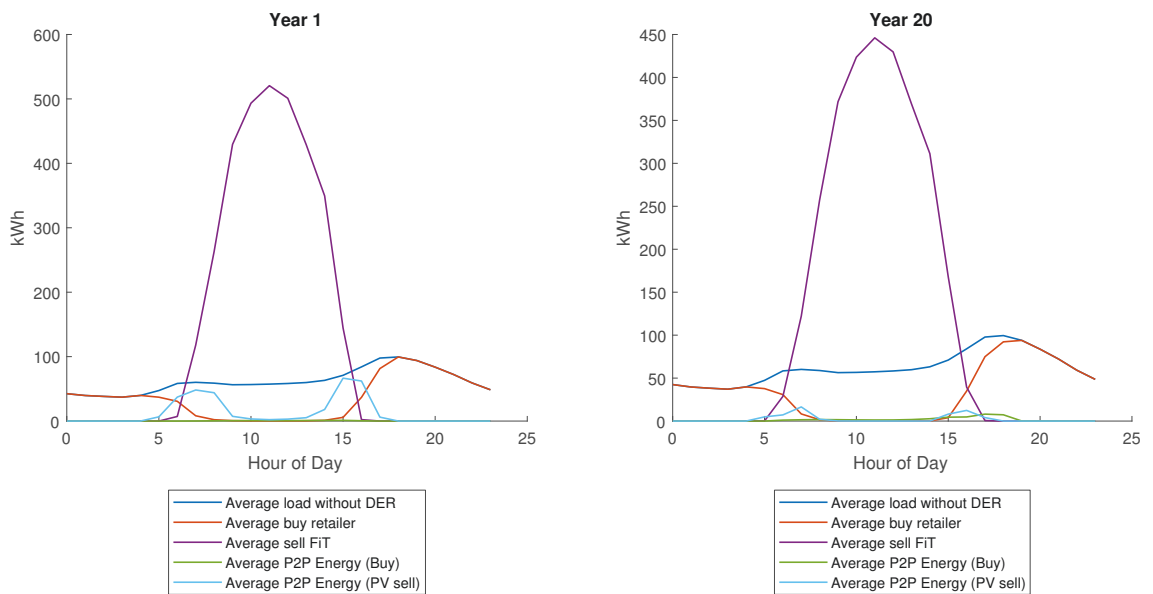 Year 1
600
500
400
300
200
100
0
kWh
0 5 10 15 20 25
Hour of Day
Average load without DER
Average buy retailer
Average sell FiT
Average P2P Energy (Buy)
Average P2P Energy (PV sell)
Year 20
450
400
350
300
250
200
150
100
50
0
kWh
0 5 10 15 20 25
Hour of Day
Average load without DER
Average buy retailer
Average sell FiT
Average P2P Energy (Buy)
Average P2P Energy (PV sell)